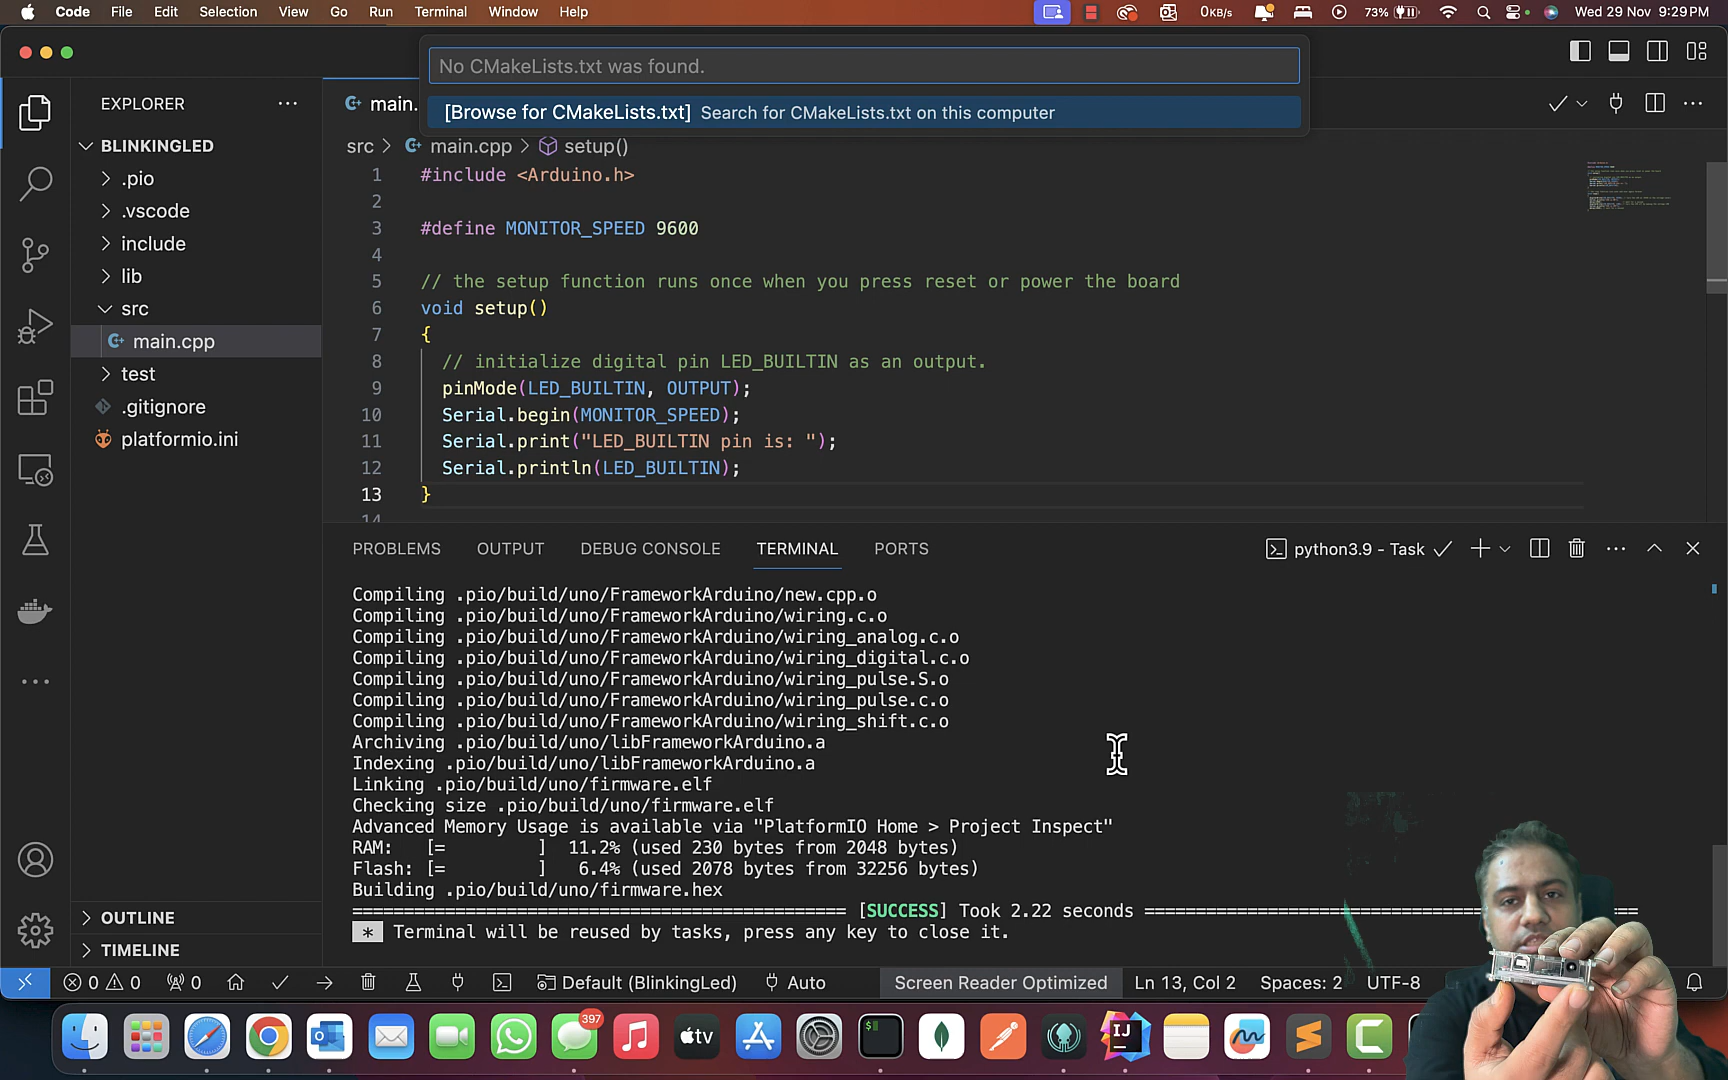 Code File Edit Selection View Go Run Terminal Window Help
0KB/s 73% Wed 29 Nov 9:29 PM
No CMakeLists.txt was found.
[Browse for CMakeLists.txt] Search for CMakeLists.txt on this computer
EXPLORER
BLINKINGLED
.pio
.vscode
include
lib
src
main.cpp
test
.gitignore
platformio.ini
OUTLINE
TIMELINE
main.
src > main.cpp > setup()
1 #include <Arduino.h>
2
3 #define MONITOR_SPEED 9600
4
5 // the setup function runs once when you press reset or power the board
6 void setup()
7 {
8 // initialize digital pin LED_BUILTIN as an output.
9 pinMode(LED_BUILTIN, OUTPUT);
10 Serial.begin(MONITOR_SPEED);
11 Serial.print("LED_BUILTIN pin is: ");
12 Serial.println(LED_BUILTIN);
13 }
14
PROBLEMS OUTPUT DEBUG CONSOLE TERMINAL PORTS
python3.9 - Task
Compiling .pio/build/uno/FrameworkArduino/new.cpp.o
Compiling .pio/build/uno/FrameworkArduino/wiring.c.o
Compiling .pio/build/uno/FrameworkArduino/wiring_analog.c.o
Compiling .pio/build/uno/FrameworkArduino/wiring_digital.c.o
Compiling .pio/build/uno/FrameworkArduino/wiring_pulse.S.o
Compiling .pio/build/uno/FrameworkArduino/wiring_pulse.c.o
Compiling .pio/build/uno/FrameworkArduino/wiring_shift.c.o
Archiving .pio/build/uno/libFrameworkArduino.a
Indexing .pio/build/uno/libFrameworkArduino.a
Linking .pio/build/uno/firmware.elf
Checking size .pio/build/uno/firmware.elf
Advanced Memory Usage is available via "PlatformIO Home > Project Inspect"
RAM: [= ] 11.2% (used 230 bytes from 2048 bytes)
Flash: [= ] 6.4% (used 2078 bytes from 32256 bytes)
Building .pio/build/uno/firmware.hex
================================================ [SUCCESS] Took 2.22 seconds ================================================
* Terminal will be reused by tasks, press any key to close it.
0 0 0 Default (BlinkingLed) Auto Screen Reader Optimized Ln 13, Col 2 Spaces: 2 UTF-8
397 tv $ IJ C